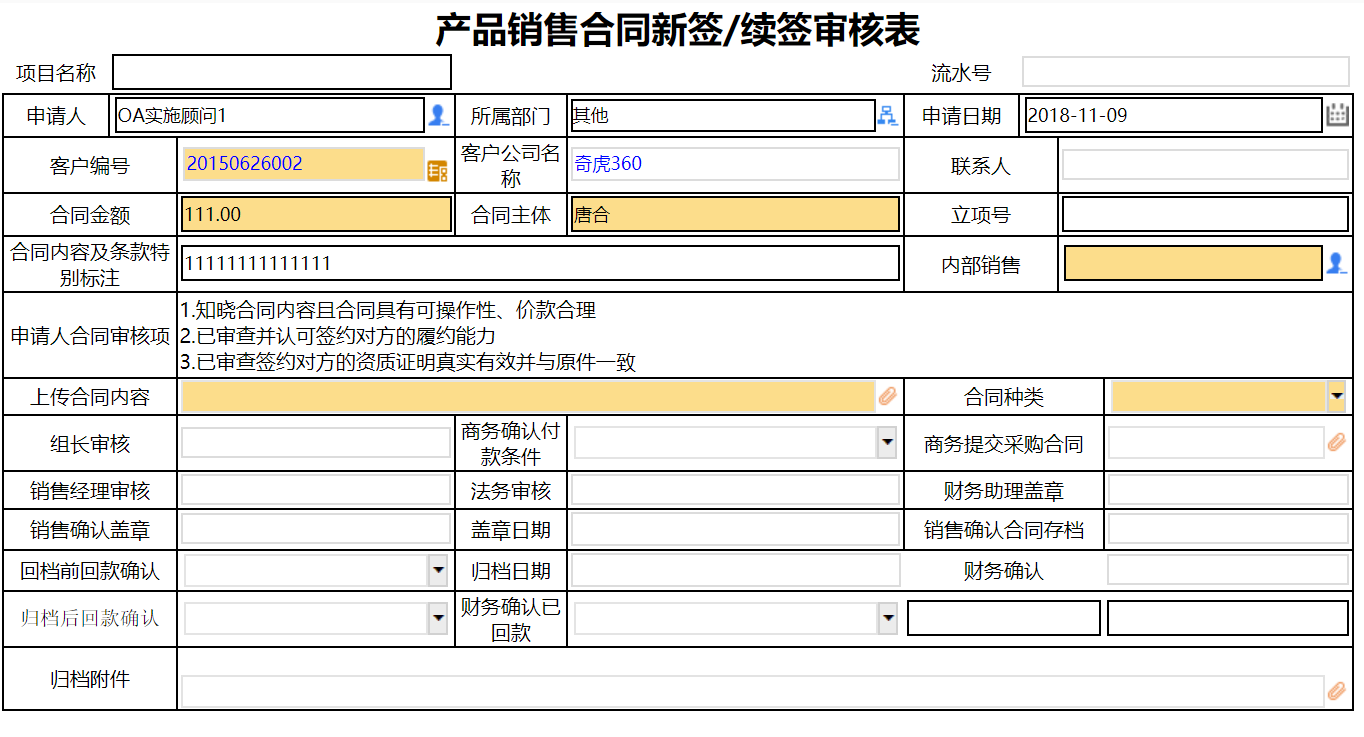 产品销售合同新签/续签审核表
项目名称
流水号
申请人
OA实施顾问1
所属部门
其他
申请日期
2018-11-09
客户编号
20150626002
客户公司名
称
奇虎360
联系人
合同金额
111.00
合同主体
唐合
立项号
合同内容及条款特
别标注
11111111111111
内部销售
申请人合同审核项
1.知晓合同内容且合同具有可操作性、价款合理
2.已审查并认可签约对方的履约能力
3.已审查签约对方的资质证明真实有效并与原件一致
上传合同内容
合同种类
组长审核
商务确认付
款条件
商务提交采购合同
销售经理审核
法务审核
财务助理盖章
销售确认盖章
盖章日期
销售确认合同存档
回档前回款确认
归档日期
财务确认
归档后回款确认
财务确认已
回款
归档附件